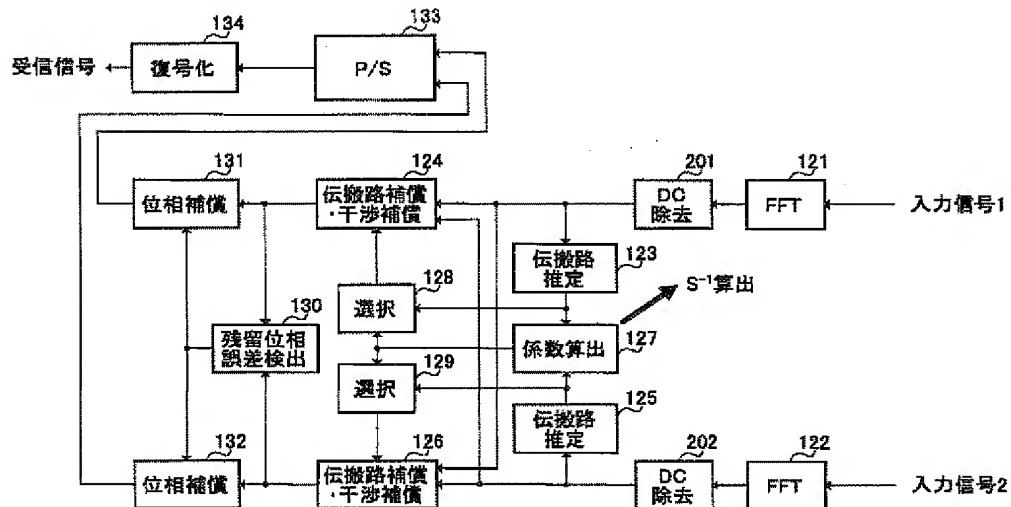 134
復号化
受信信号
133
P/S
131
位相補償
124
伝搬路補償
・干渉補償
201
DC
除去
121
FFT
入力信号1
123
伝搬路
推定
S⁻¹算出
128
選択
130
残留位相
誤差検出
127
係数算出
129
選択
125
伝搬路
推定
132
位相補償
126
伝搬路補償
・干渉補償
202
DC
除去
122
FFT
入力信号2